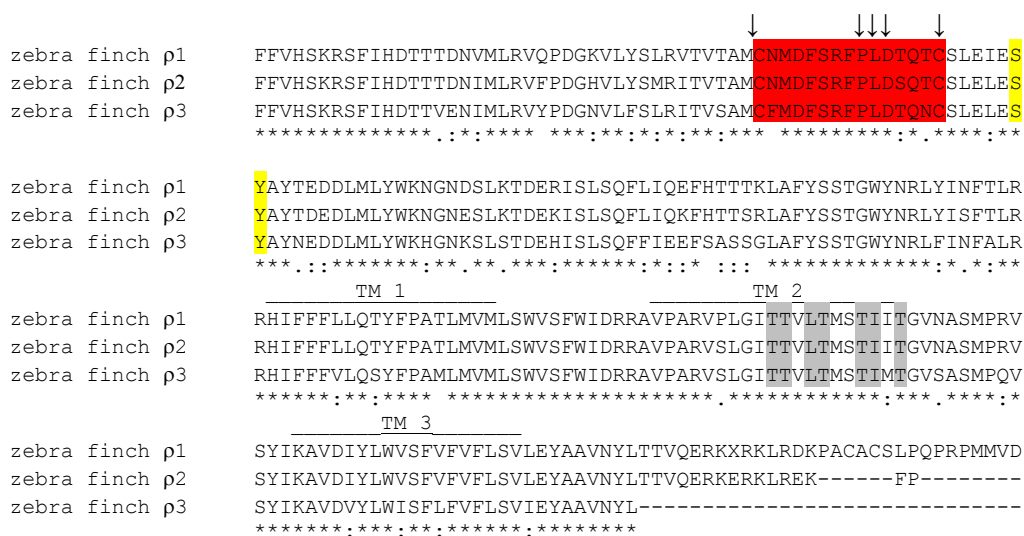 ↓ ↓↓↓ ↓
zebra finch ρ1 FFVHSKRSFIHDTTTDNVMLRVQPDGKVLYSLRVTVTAMCNMDFSRFPLDTQTCSLEIES
zebra finch ρ2 FFVHSKRSFIHDTTTDNIMLRVFPDGHVLYSMRITVTAMCNMDFSRFPLDSQTCSLELES
zebra finch ρ3 FFVHSKRSFIHDTTVENIMLRVYPDGNVLFSLRITVSAMCFMDFSRFPLDTQNCSLELES
**************.:*:**** ***:**:*:*:**:*** *********:*.****:**
zebra finch ρ1 YAYTEDDLMLYWKNGNDSLKTDERISLSQFLIQEFHTTTKLAFYSSTGWYNRLYINFTLR
zebra finch ρ2 YAYTDEDLMLYWKNGNESLKTDEKISLSQFLIQKFHTTSRLAFYSSTGWYNRLYISFTLR
zebra finch ρ3 YAYNEDDLMLYWKHGNKSLSTDEHISLSQFFIEEFSASSGLAFYSSTGWYNRLFINFALR
***.::*******:**.**.***:******:*::* ::: *************:*.*:**
TM 1 TM 2
zebra finch ρ1 RHIFFFLLQTYFPATLMVMLSWVSFWIDRRAVPARVPLGITTVLTMSTIITGVNASMPRV
zebra finch ρ2 RHIFFFLLQTYFPATLMVMLSWVSFWIDRRAVPARVSLGITTVLTMSTIITGVNASMPRV
zebra finch ρ3 RHIFFFVLQSYFPAMLMVMLSWVSFWIDRRAVPARVSLGITTVLTMSTIMTGVSASMPQV
******:**:**** *********************.************:***.****:*
TM 3
zebra finch ρ1 SYIKAVDIYLWVSFVFVFLSVLEYAAVNYLTTVQERKXRKLRDKPACACSLPQPRPMMVD
zebra finch ρ2 SYIKAVDIYLWVSFVFVFLSVLEYAAVNYLTTVQERKERKLREK------FP--------
zebra finch ρ3 SYIKAVDVYLWISFLFVFLSVIEYAAVNYL------------------------------
*******:***:**:******:********